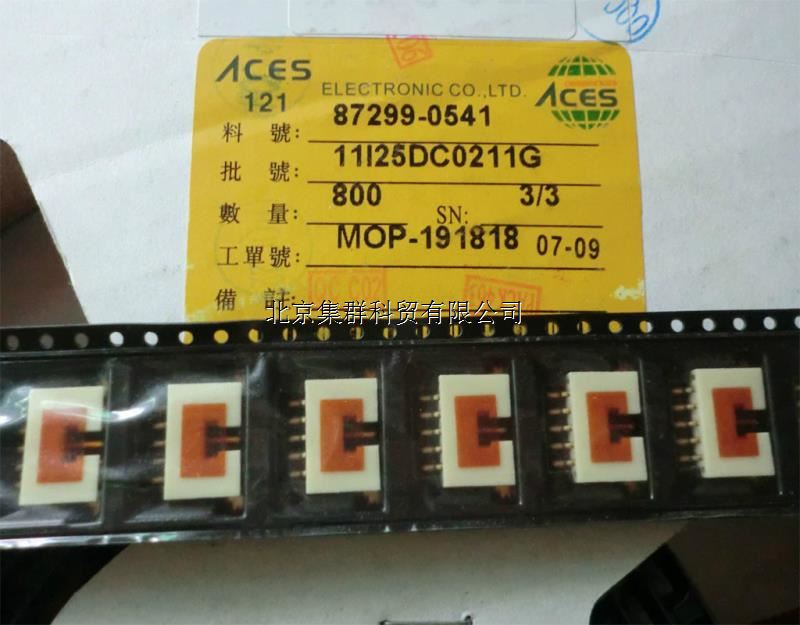 ACES
121
ELECTRONIC CO.,LTD.
ACES
料 號: 87299-0541
批 號: 11I25DC0211G
數 量: 800 SN: 3/3
工單號: MOP-191818 07-09
備 註:
QC C02
北京集群科贸有限公司